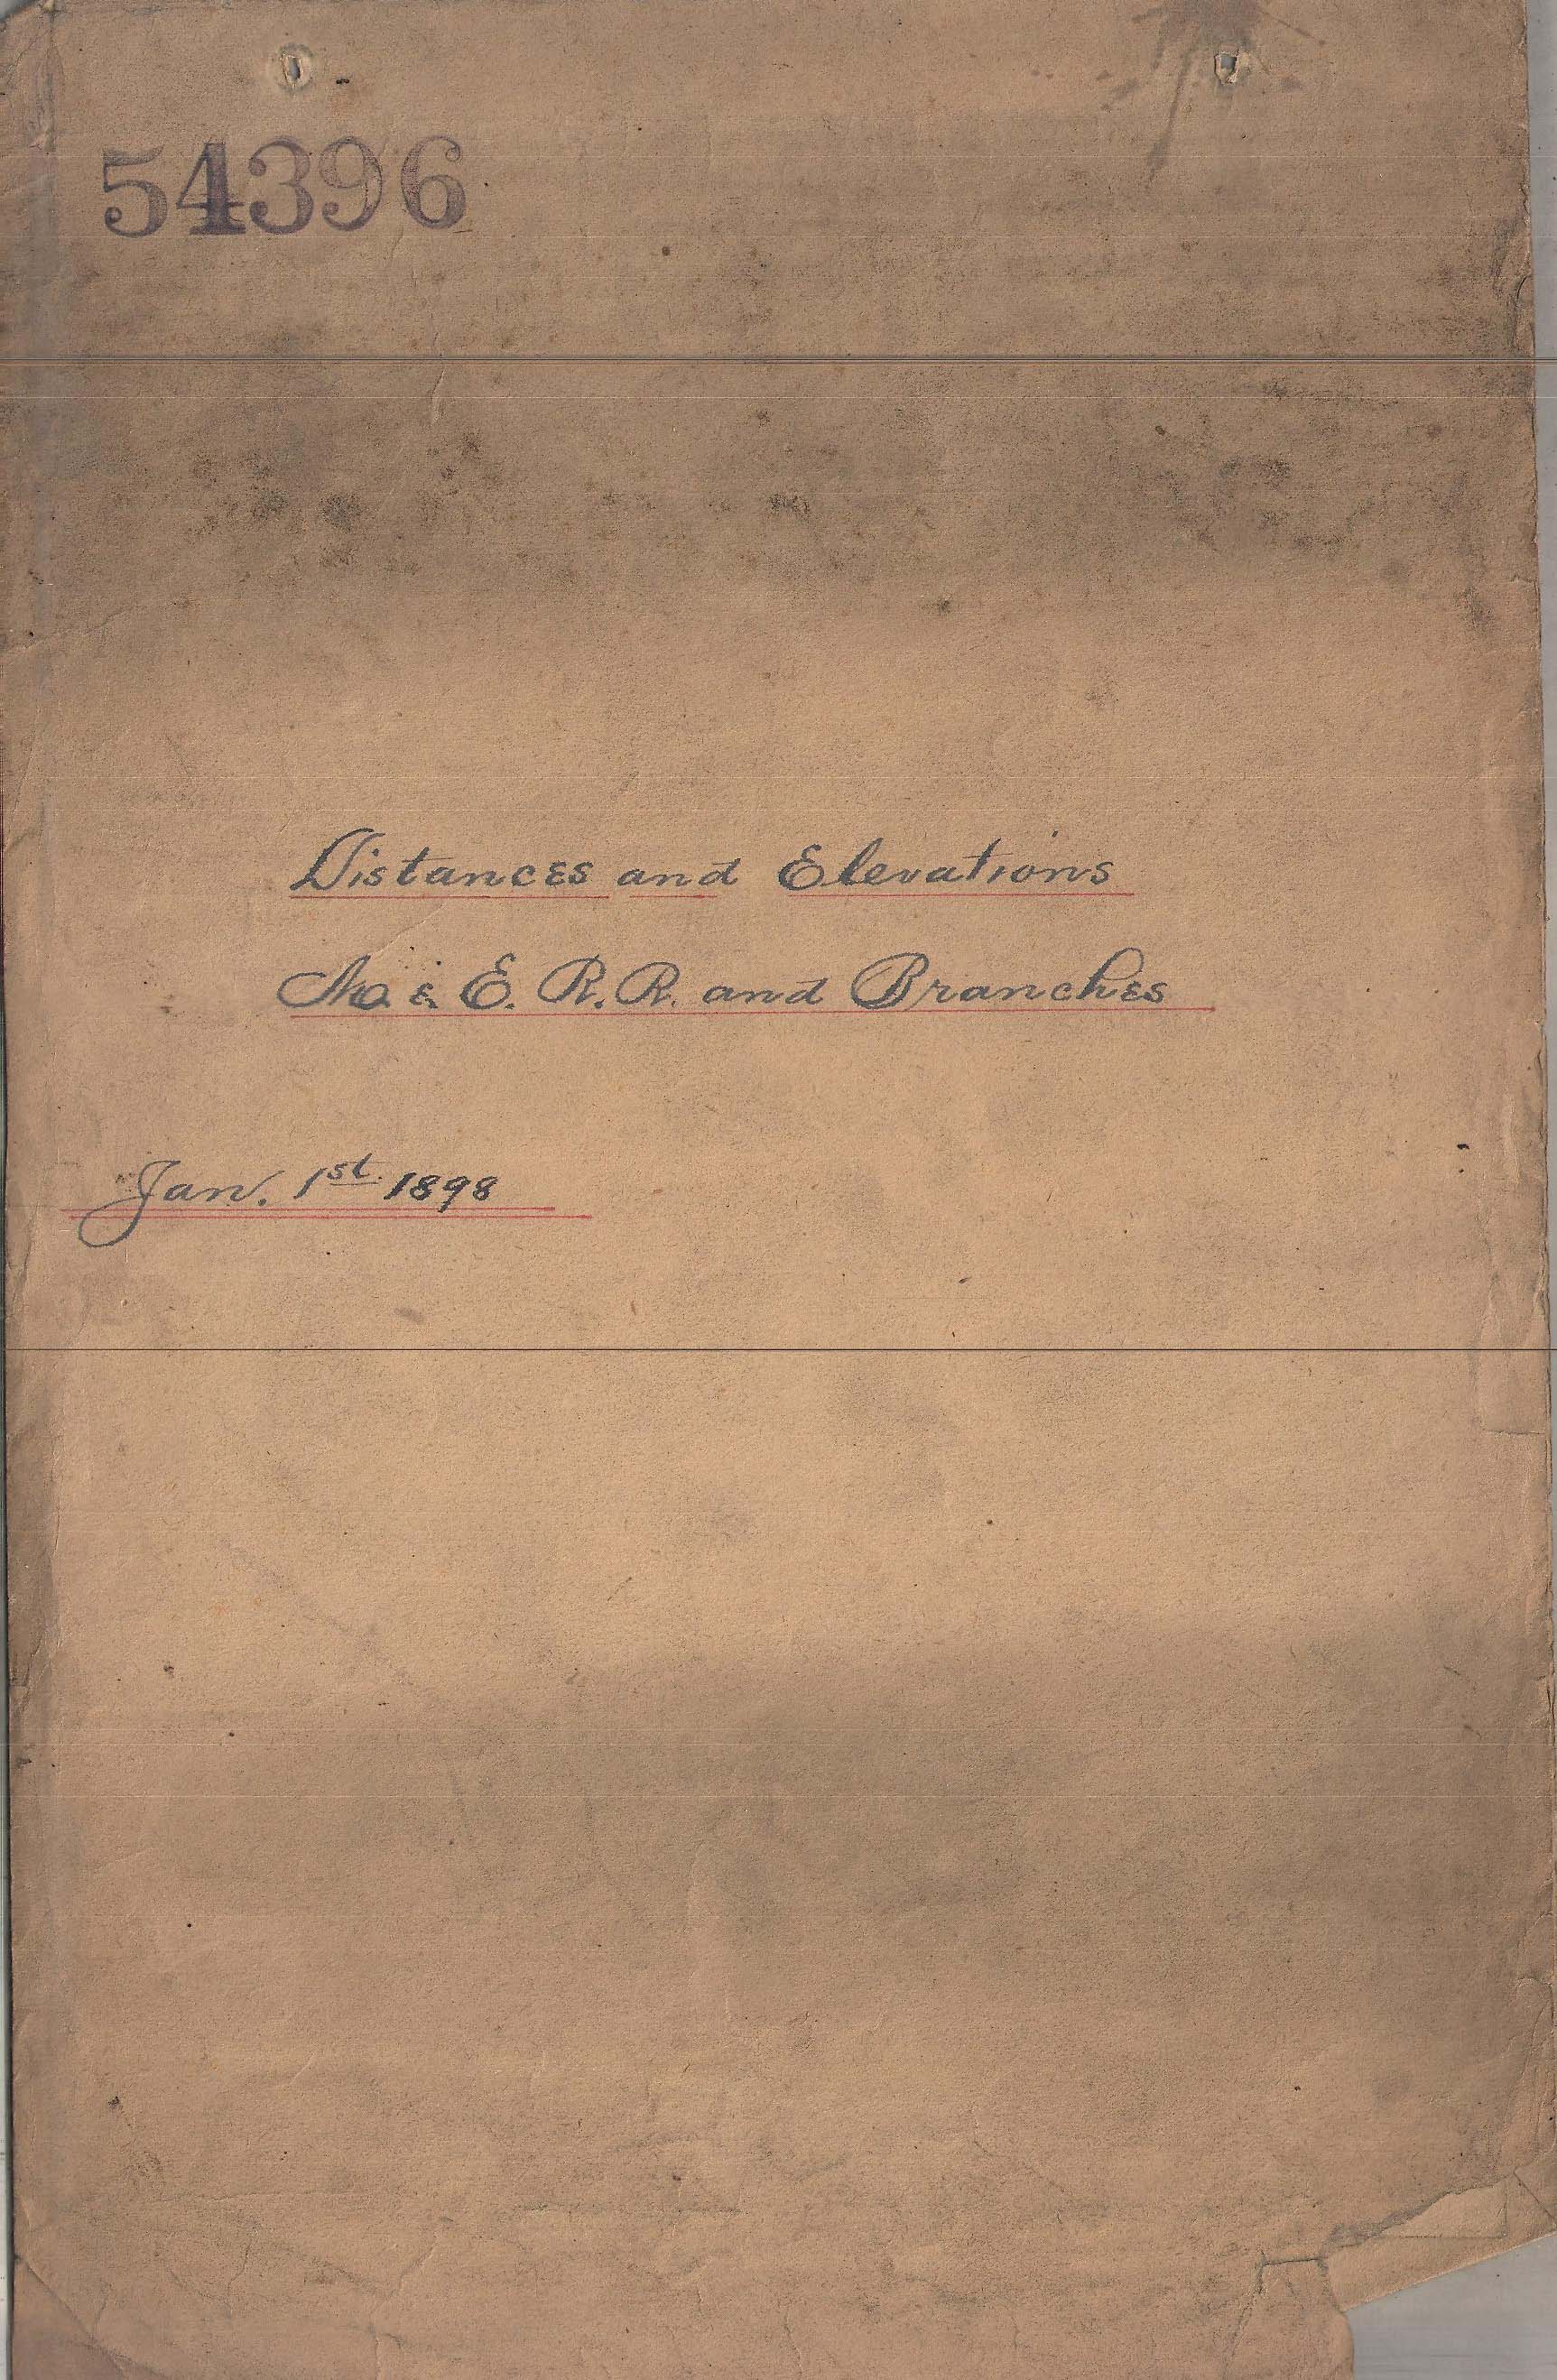 54396
Distances and Elevations
M. & E. R.R. and Branches
Jan. 1st 1898